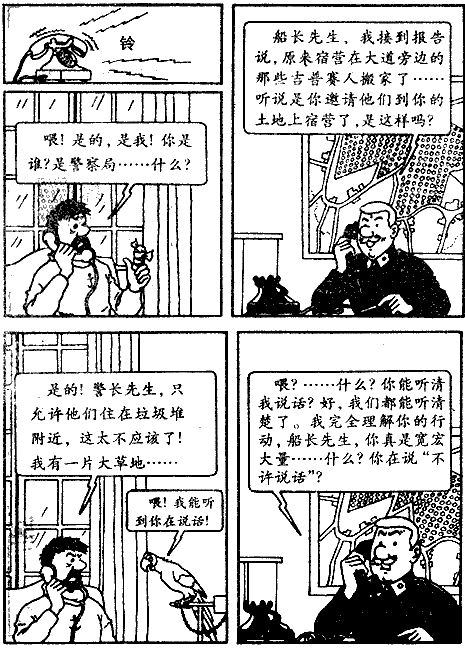 铃
喂！是的，是我！你是
谁？是警察局……什么？
船长先生，我接到报告
说，原来宿营在大道旁边的
那些吉普赛人搬家了……
听说是你邀请他们到你的
土地上宿营了，是这样吗？
是的！警长先生，只
允许他们住在垃圾堆
附近，这太不应该了！
我有一片大草地……
喂！我能听
到你在说话！
喂？……什么？你能听清
我说话？好，我们都能听清
楚了。我完全理解你的行
动，船长先生，你真是宽宏
大量……什么？你在说“不
许说话”？